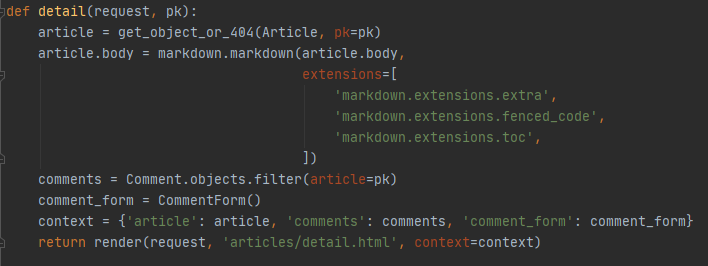 def detail(request, pk):
    article = get_object_or_404(Article, pk=pk)
    article.body = markdown.markdown(article.body,
                                     extensions=[
                                         'markdown.extensions.extra',
                                         'markdown.extensions.fenced_code',
                                         'markdown.extensions.toc',
                                     ])
    comments = Comment.objects.filter(article=pk)
    comment_form = CommentForm()
    context = {'article': article, 'comments': comments, 'comment_form': comment_form}
    return render(request, 'articles/detail.html', context=context)